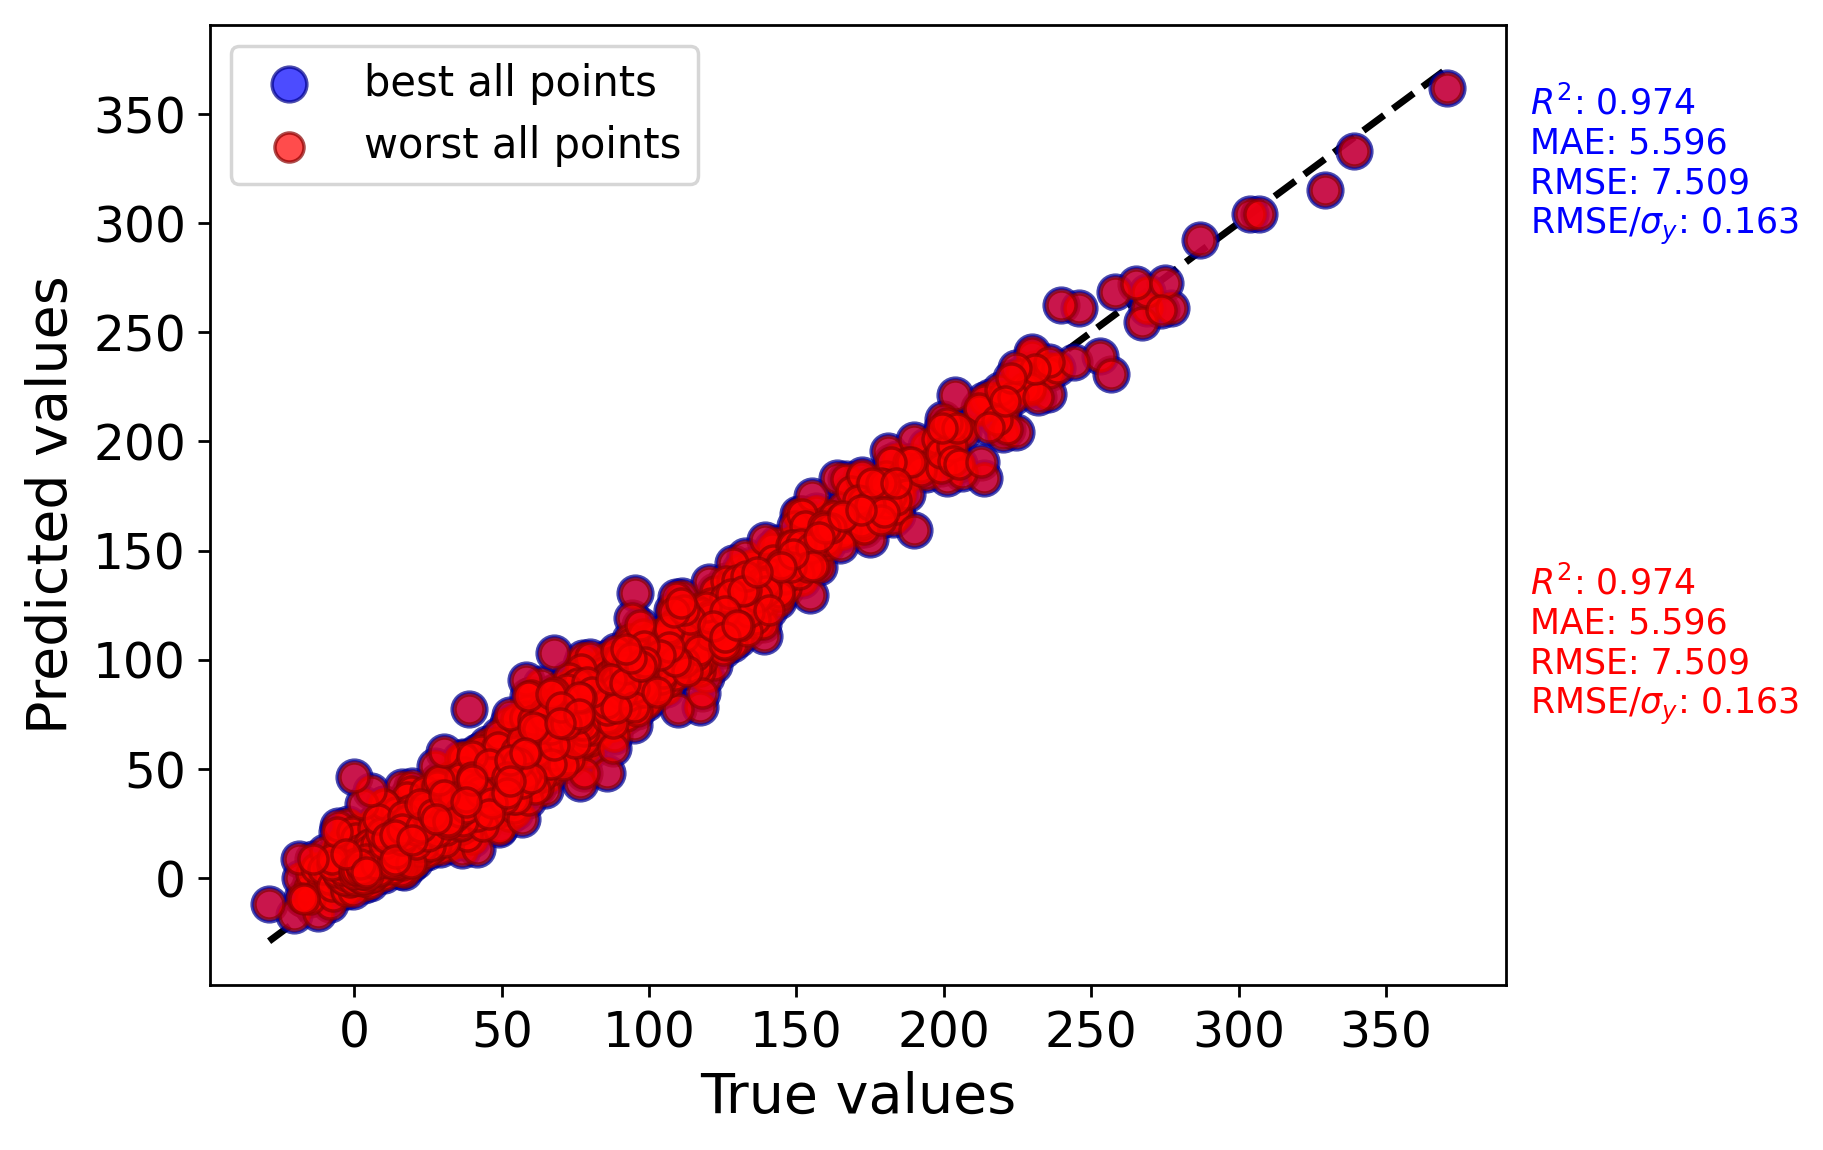 best all points
worst all points
R²: 0.974
MAE: 5.596
RMSE: 7.509
RMSE/σy: 0.163
R²: 0.974
MAE: 5.596
RMSE: 7.509
RMSE/σy: 0.163
Predicted values
350
300
250
200
150
100
50
0
0 50 100 150 200 250 300 350
True values